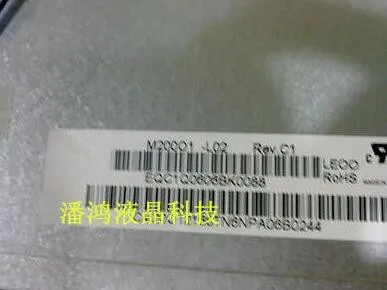 M200O1 -L02 Rev.C1
LEOO
RoHS
EQC1Q0606BK0088
潘鸿液晶科技
N6NPA06B0244